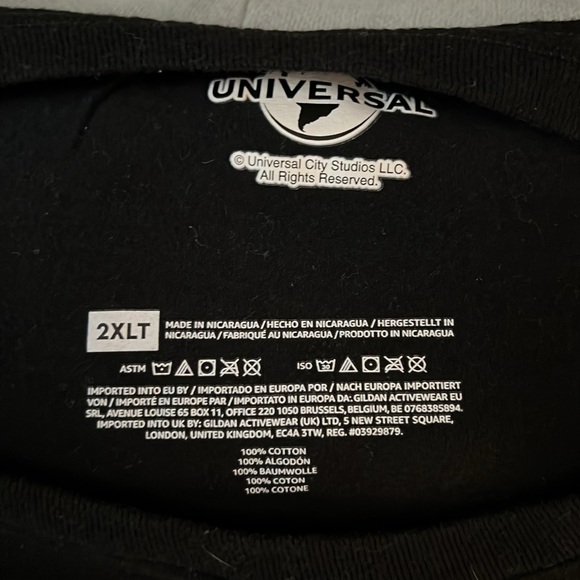 UNIVERSAL
© Universal City Studios LLC.
All Rights Reserved.
2XLT
MADE IN NICARAGUA / HECHO EN NICARAGUA / HERGESTELLT IN
NICARAGUA / FABRIQUÉ AU NICARAGUA / PRODOTTO IN NICARAGUA
ASTM
ISO
IMPORTED INTO EU BY / IMPORTADO EN EUROPA POR / NACH EUROPA IMPORTIERT
VON / IMPORTÉ EN EUROPE PAR / IMPORTATO IN EUROPA DA: GILDAN ACTIVEWEAR EU
SRL, AVENUE LOUISE 65 BOX 11, OFFICE 220 1050 BRUSSELS, BELGIUM, BE 0768385894.
IMPORTED INTO UK BY: GILDAN ACTIVEWEAR (UK) LTD, 5 NEW STREET SQUARE,
LONDON, UNITED KINGDOM, EC4A 3TW, REG. #03929879.
100% COTTON
100% ALGODÓN
100% BAUMWOLLE
100% COTON
100% COTONE